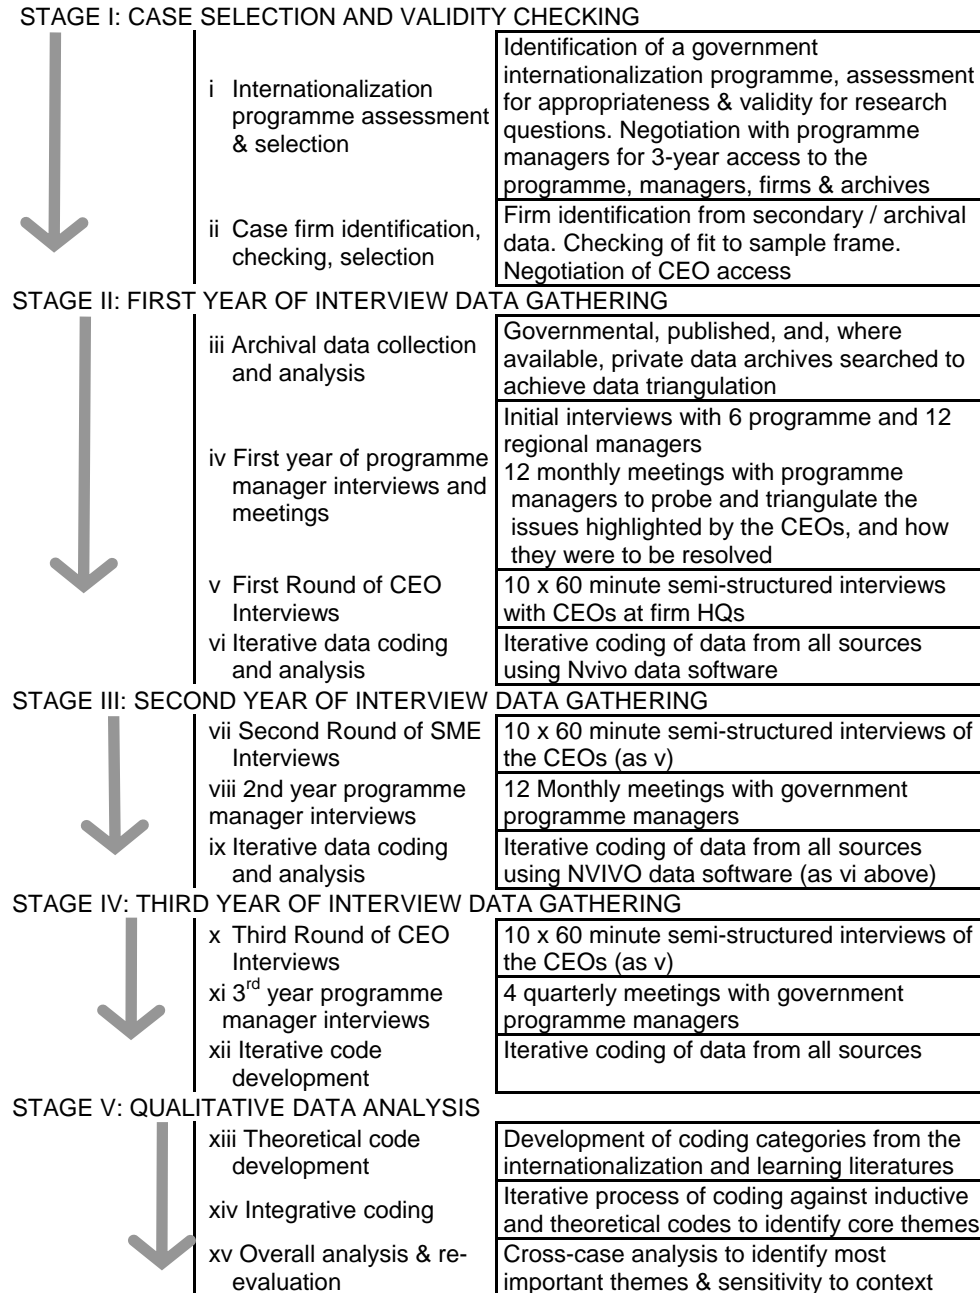 STAGE I: CASE SELECTION AND VALIDITY CHECKING
i Internationalization
programme assessment
& selection
Identification of a government
internationalization programme, assessment
for appropriateness & validity for research
questions. Negotiation with programme
managers for 3-year access to the
programme, managers, firms & archives
ii Case firm identification,
checking, selection
Firm identification from secondary / archival
data. Checking of fit to sample frame.
Negotiation of CEO access
STAGE II: FIRST YEAR OF INTERVIEW DATA GATHERING
iii Archival data collection
and analysis
Governmental, published, and, where
available, private data archives searched to
achieve data triangulation
iv First year of programme
manager interviews and
meetings
Initial interviews with 6 programme and 12
regional managers
12 monthly meetings with programme
managers to probe and triangulate the
issues highlighted by the CEOs, and how
they were to be resolved
v First Round of CEO
Interviews
10 x 60 minute semi-structured interviews
with CEOs at firm HQs
vi Iterative data coding
and analysis
Iterative coding of data from all sources
using Nvivo data software
STAGE III: SECOND YEAR OF INTERVIEW DATA GATHERING
vii Second Round of SME
Interviews
10 x 60 minute semi-structured interviews of
the CEOs (as v)
viii 2nd year programme
manager interviews
12 Monthly meetings with government
programme managers
ix Iterative data coding
and analysis
Iterative coding of data from all sources
using NVIVO data software (as vi above)
STAGE IV: THIRD YEAR OF INTERVIEW DATA GATHERING
x Third Round of CEO
Interviews
10 x 60 minute semi-structured interviews of
the CEOs (as v)
xi 3rd year programme
manager interviews
4 quarterly meetings with government
programme managers
xii Iterative code
development
Iterative coding of data from all sources
STAGE V: QUALITATIVE DATA ANALYSIS
xiii Theoretical code
development
Development of coding categories from the
internationalization and learning literatures
xiv Integrative coding
Iterative process of coding against inductive
and theoretical codes to identify core themes
xv Overall analysis & re-
evaluation
Cross-case analysis to identify most
important themes & sensitivity to context